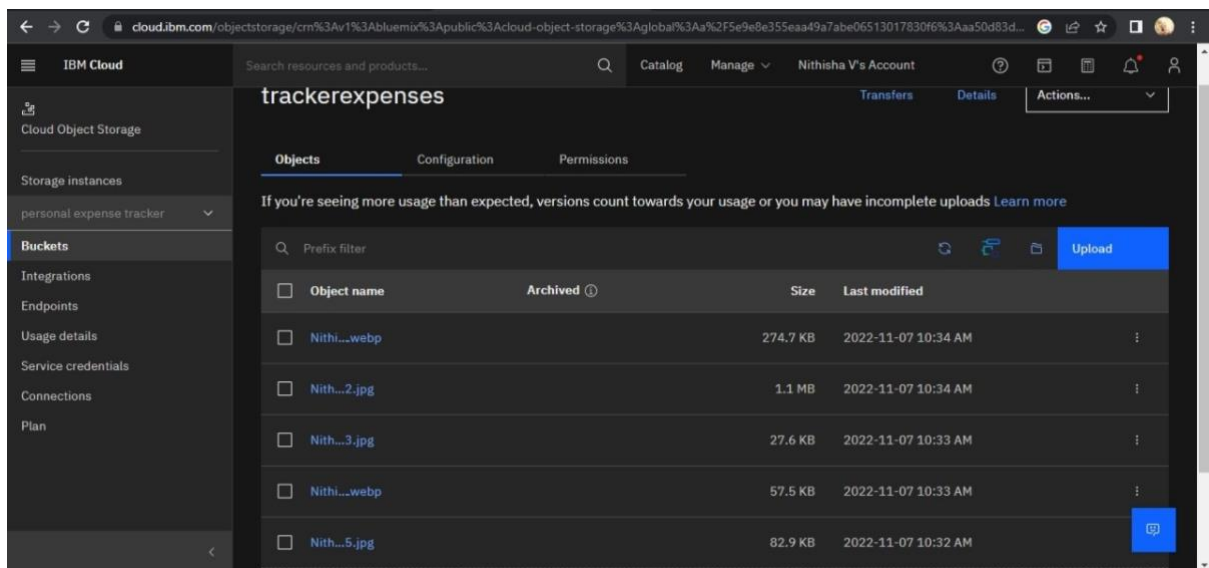 cloud.ibm.com/objectstorage/crn%3Av1%3Abluemix%3Apublic%3Acloud-object-storage%3Aglobal%3Aa%2F5e9e8e355eaa49a7abe06513017830f6%3Aaa50d83d...
IBM Cloud
Search resources and products...
Catalog
Manage
Nithisha V's Account
Cloud Object Storage
Storage instances
personal expense tracker
Buckets
Integrations
Endpoints
Usage details
Service credentials
Connections
Plan
trackerexpenses
Transfers
Details
Actions...
Objects
Configuration
Permissions
If you're seeing more usage than expected, versions count towards your usage or you may have incomplete uploads Learn more
Prefix filter
Upload
Object name Archived Size Last modified
Nithi...webp 274.7 KB 2022-11-07 10:34 AM
Nith...2.jpg 1.1 MB 2022-11-07 10:34 AM
Nith...3.jpg 27.6 KB 2022-11-07 10:33 AM
Nithi...webp 57.5 KB 2022-11-07 10:33 AM
Nith...5.jpg 82.9 KB 2022-11-07 10:32 AM